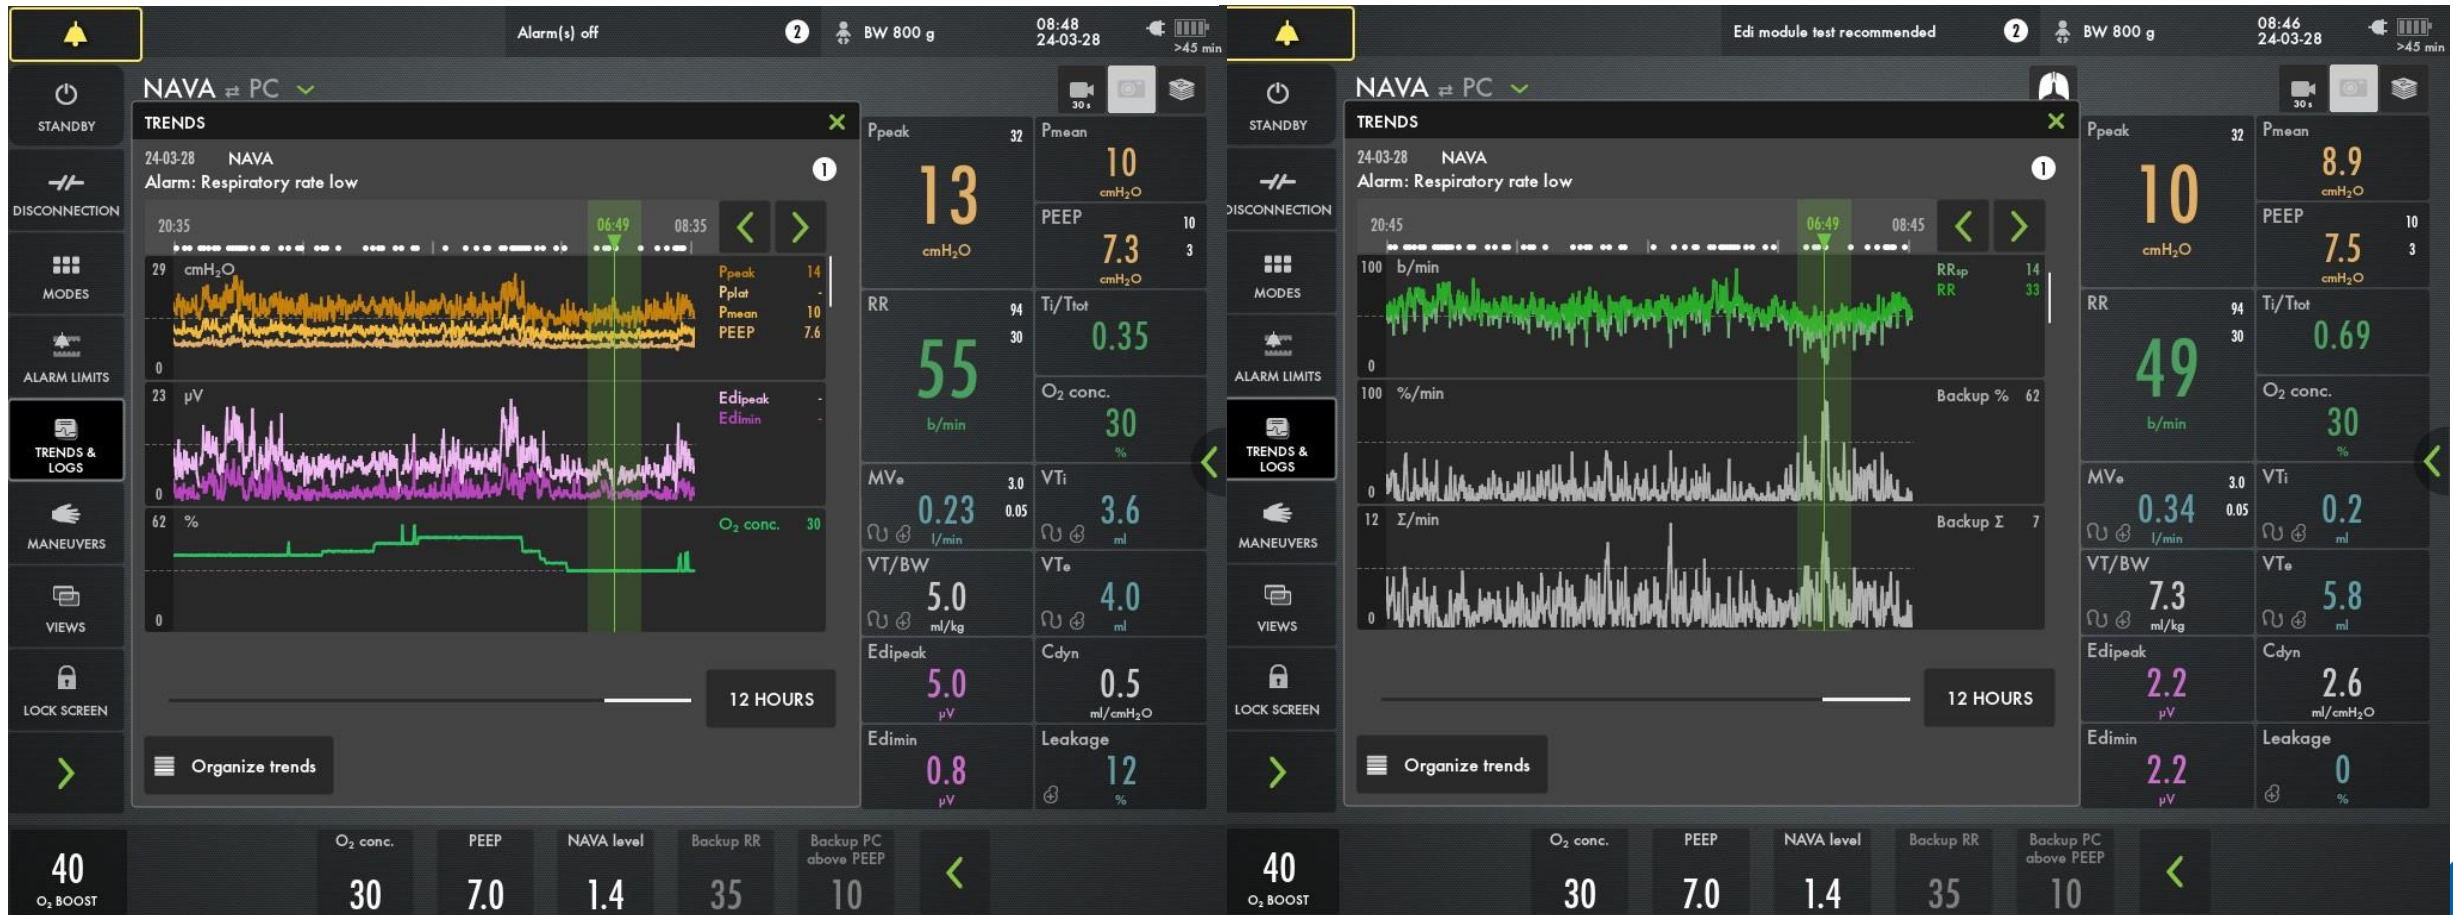 Alarm(s) off
2
BW 800 g
08:48
24-03-28
>45 min
STANDBY
NAVA ⇄ PC
30 s
DISCONNECTION
MODES
ALARM LIMITS
TRENDS & LOGS
MANEUVERS
VIEWS
LOCK SCREEN
TRENDS
24-03-28 NAVA
1
Alarm: Respiratory rate low
20:35 06:49 08:35
29 cmH₂O
0
Ppeak 14
Pplat -
Pmean 10
PEEP 7.6
23 µV
0
Edipeak -
Edimin -
62 %
0
O₂ conc. 30
12 HOURS
Organize trends
Ppeak 32
13
cmH₂O
Pmean
10
cmH₂O
PEEP 10
7.3 3
cmH₂O
RR 94
30
55
b/min
Ti/Ttot
0.35
O₂ conc.
30
%
MVe 3.0
0.23 0.05
l/min
VTi
3.6
ml
VT/BW
5.0
ml/kg
VTe
4.0
ml
Edipeak
5.0
µV
Cdyn
0.5
ml/cmH₂O
Edimin
0.8
µV
Leakage
12
%
40
O₂ BOOST
O₂ conc.
30
PEEP
7.0
NAVA level
1.4
Backup RR
35
Backup PC
above PEEP
10
Edi module test recommended
2
BW 800 g
08:46
24-03-28
>45 min
STANDBY
NAVA ⇄ PC
30 s
DISCONNECTION
MODES
ALARM LIMITS
TRENDS & LOGS
MANEUVERS
VIEWS
LOCK SCREEN
TRENDS
24-03-28 NAVA
1
Alarm: Respiratory rate low
20:45 06:49 08:45
100 b/min
0
RRsp 14
RR 33
100 %/min
0
Backup % 62
12 Σ/min
0
Backup Σ 7
12 HOURS
Organize trends
Ppeak 32
10
cmH₂O
Pmean
8.9
cmH₂O
PEEP 10
7.5 3
cmH₂O
RR 94
30
49
b/min
Ti/Ttot
0.69
O₂ conc.
30
%
MVe 3.0
0.34 0.05
l/min
VTi
0.2
ml
VT/BW
7.3
ml/kg
VTe
5.8
ml
Edipeak
2.2
µV
Cdyn
2.6
ml/cmH₂O
Edimin
2.2
µV
Leakage
0
%
40
O₂ BOOST
O₂ conc.
30
PEEP
7.0
NAVA level
1.4
Backup RR
35
Backup PC
above PEEP
10